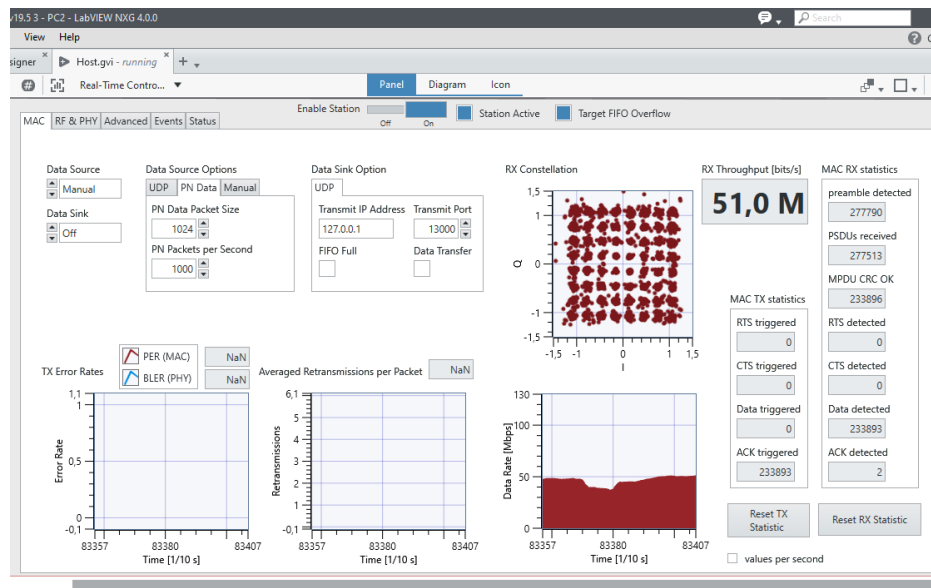 v19.5 3 - PC2 - LabVIEW NXG 4.0.0
Search
View Help
signer Host.gvi - running
Real-Time Contro... Panel Diagram Icon
MAC RF & PHY Advanced Events Status
Enable Station Off On Station Active Target FIFO Overflow
Data Source
Manual
Data Sink
Off
Data Source Options
UDP PN Data Manual
PN Data Packet Size
1024
PN Packets per Second
1000
Data Sink Option
UDP
Transmit IP Address Transmit Port
127.0.0.1 13000
FIFO Full Data Transfer
RX Constellation
1,5
1
Q 0
-1
-1,5
-1,5 -1 0 1 1,5
I
RX Throughput [bits/s]
51,0 M
MAC RX statistics
preamble detected
277790
PSDUs received
277513
MPDU CRC OK
233896
RTS detected
0
CTS detected
0
Data detected
233893
ACK detected
2
MAC TX statistics
RTS triggered
0
CTS triggered
0
Data triggered
0
ACK triggered
233893
TX Error Rates
PER (MAC) NaN
BLER (PHY) NaN
1,1
1
Error Rate
0,5
0
-0,1
83357 83380 83407
Time [1/10 s]
Averaged Retransmissions per Packet NaN
6,1
5
4
Retransmissions
3
2
1
-0,1
83357 83380 83407
Time [1/10 s]
130
100
Data Rate [Mbps]
50
0
83357 83380 83407
Time [1/10 s]
Reset TX
Statistic
Reset RX Statistic
values per second